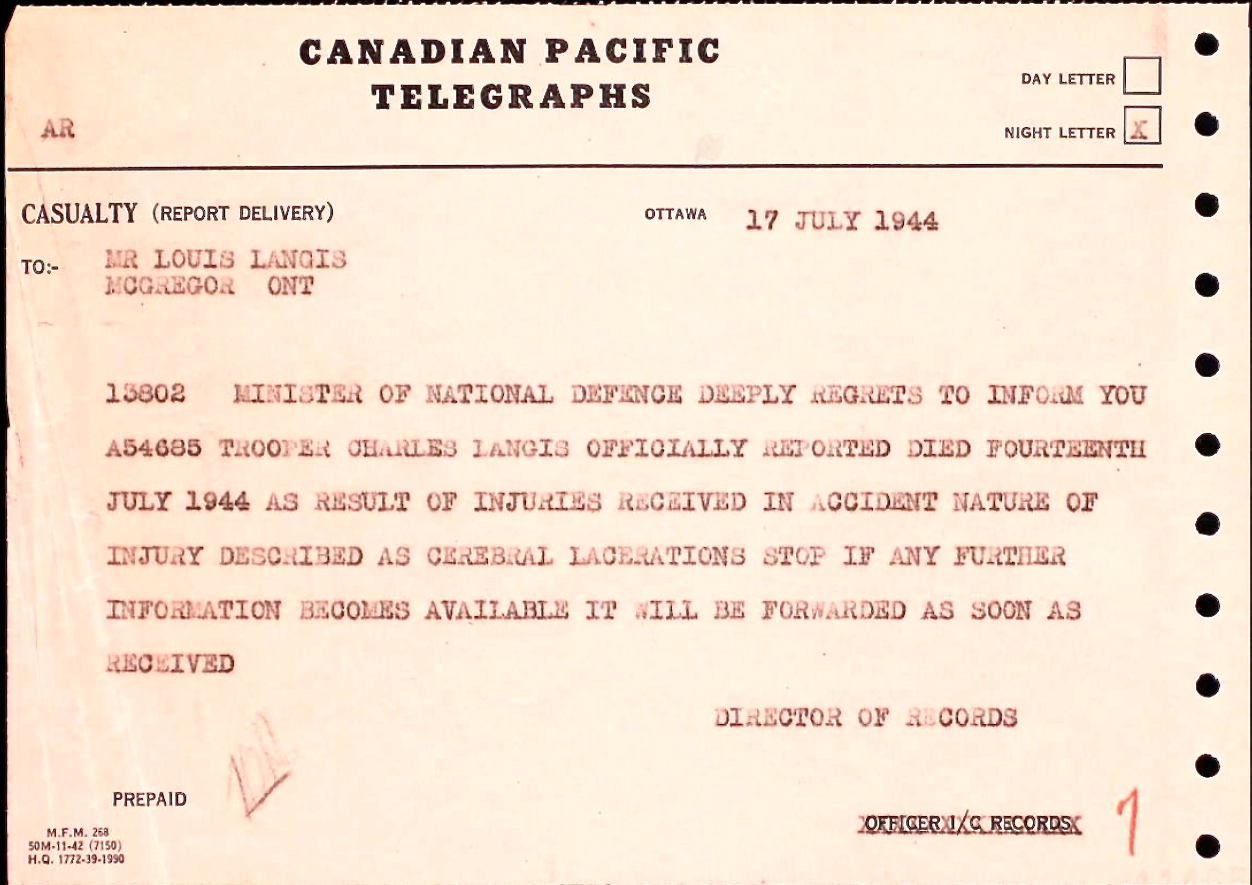 CANADIAN PACIFIC
TELEGRAPHS
DAY LETTER
AR
NIGHT LETTER X
CASUALTY (REPORT DELIVERY)
OTTAWA 17 JULY 1944
TO:- MR LOUIS LANGIS
MCGREGOR ONT
MINISTER OF NATIONAL DEFENCE DEEPLY REGRETS TO INFORM YOU
A54685 TROOPER CHARLES LANGIS OFFICIALLY REPORTED DIED FOURTEENTH
JULY 1944 AS RESULT OF INJURIES RECEIVED IN ACCIDENT NATURE OF
INJURY DESCRIBED AS CEREBRAL LACERATIONS STOP IF ANY FURTHER
INFORMATION BECOMES AVAILABLE IT WILL BE FORWARDED AS SOON AS
RECEIVED
DIRECTOR OF RECORDS
PREPAID
OFFICER I/C RECORDS
M.F.M. 268
50M-11-42 (7150)
H.Q. 1772-39-1990